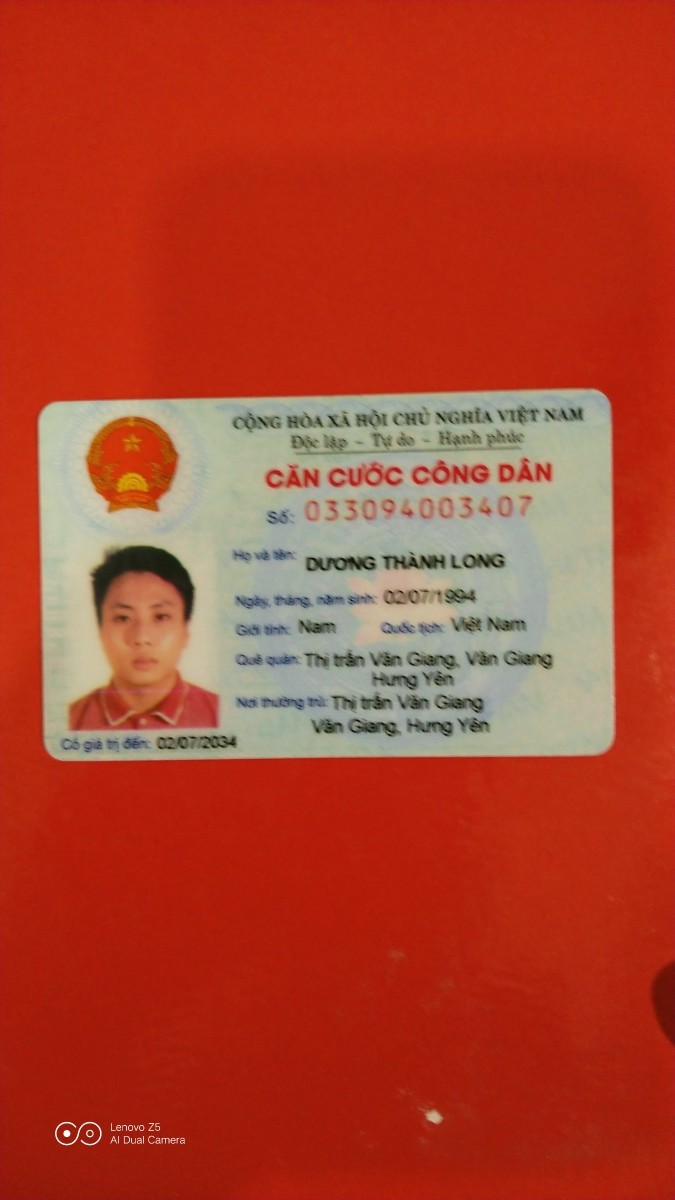 CỘNG HÒA XÃ HỘI CHỦ NGHĨA VIỆT NAM
Độc lập - Tự do - Hạnh phúc
CĂN CƯỚC CÔNG DÂN
Số: 033094003407
Họ và tên: DƯƠNG THÀNH LONG
Ngày, tháng, năm sinh: 02/07/1994
Giới tính: Nam Quốc tịch: Việt Nam
Quê quán: Thị trấn Văn Giang, Văn Giang
Hưng Yên
Nơi thường trú: Thị trấn Văn Giang
Văn Giang, Hưng Yên
Có giá trị đến: 02/07/2034
Lenovo Z5
AI Dual Camera